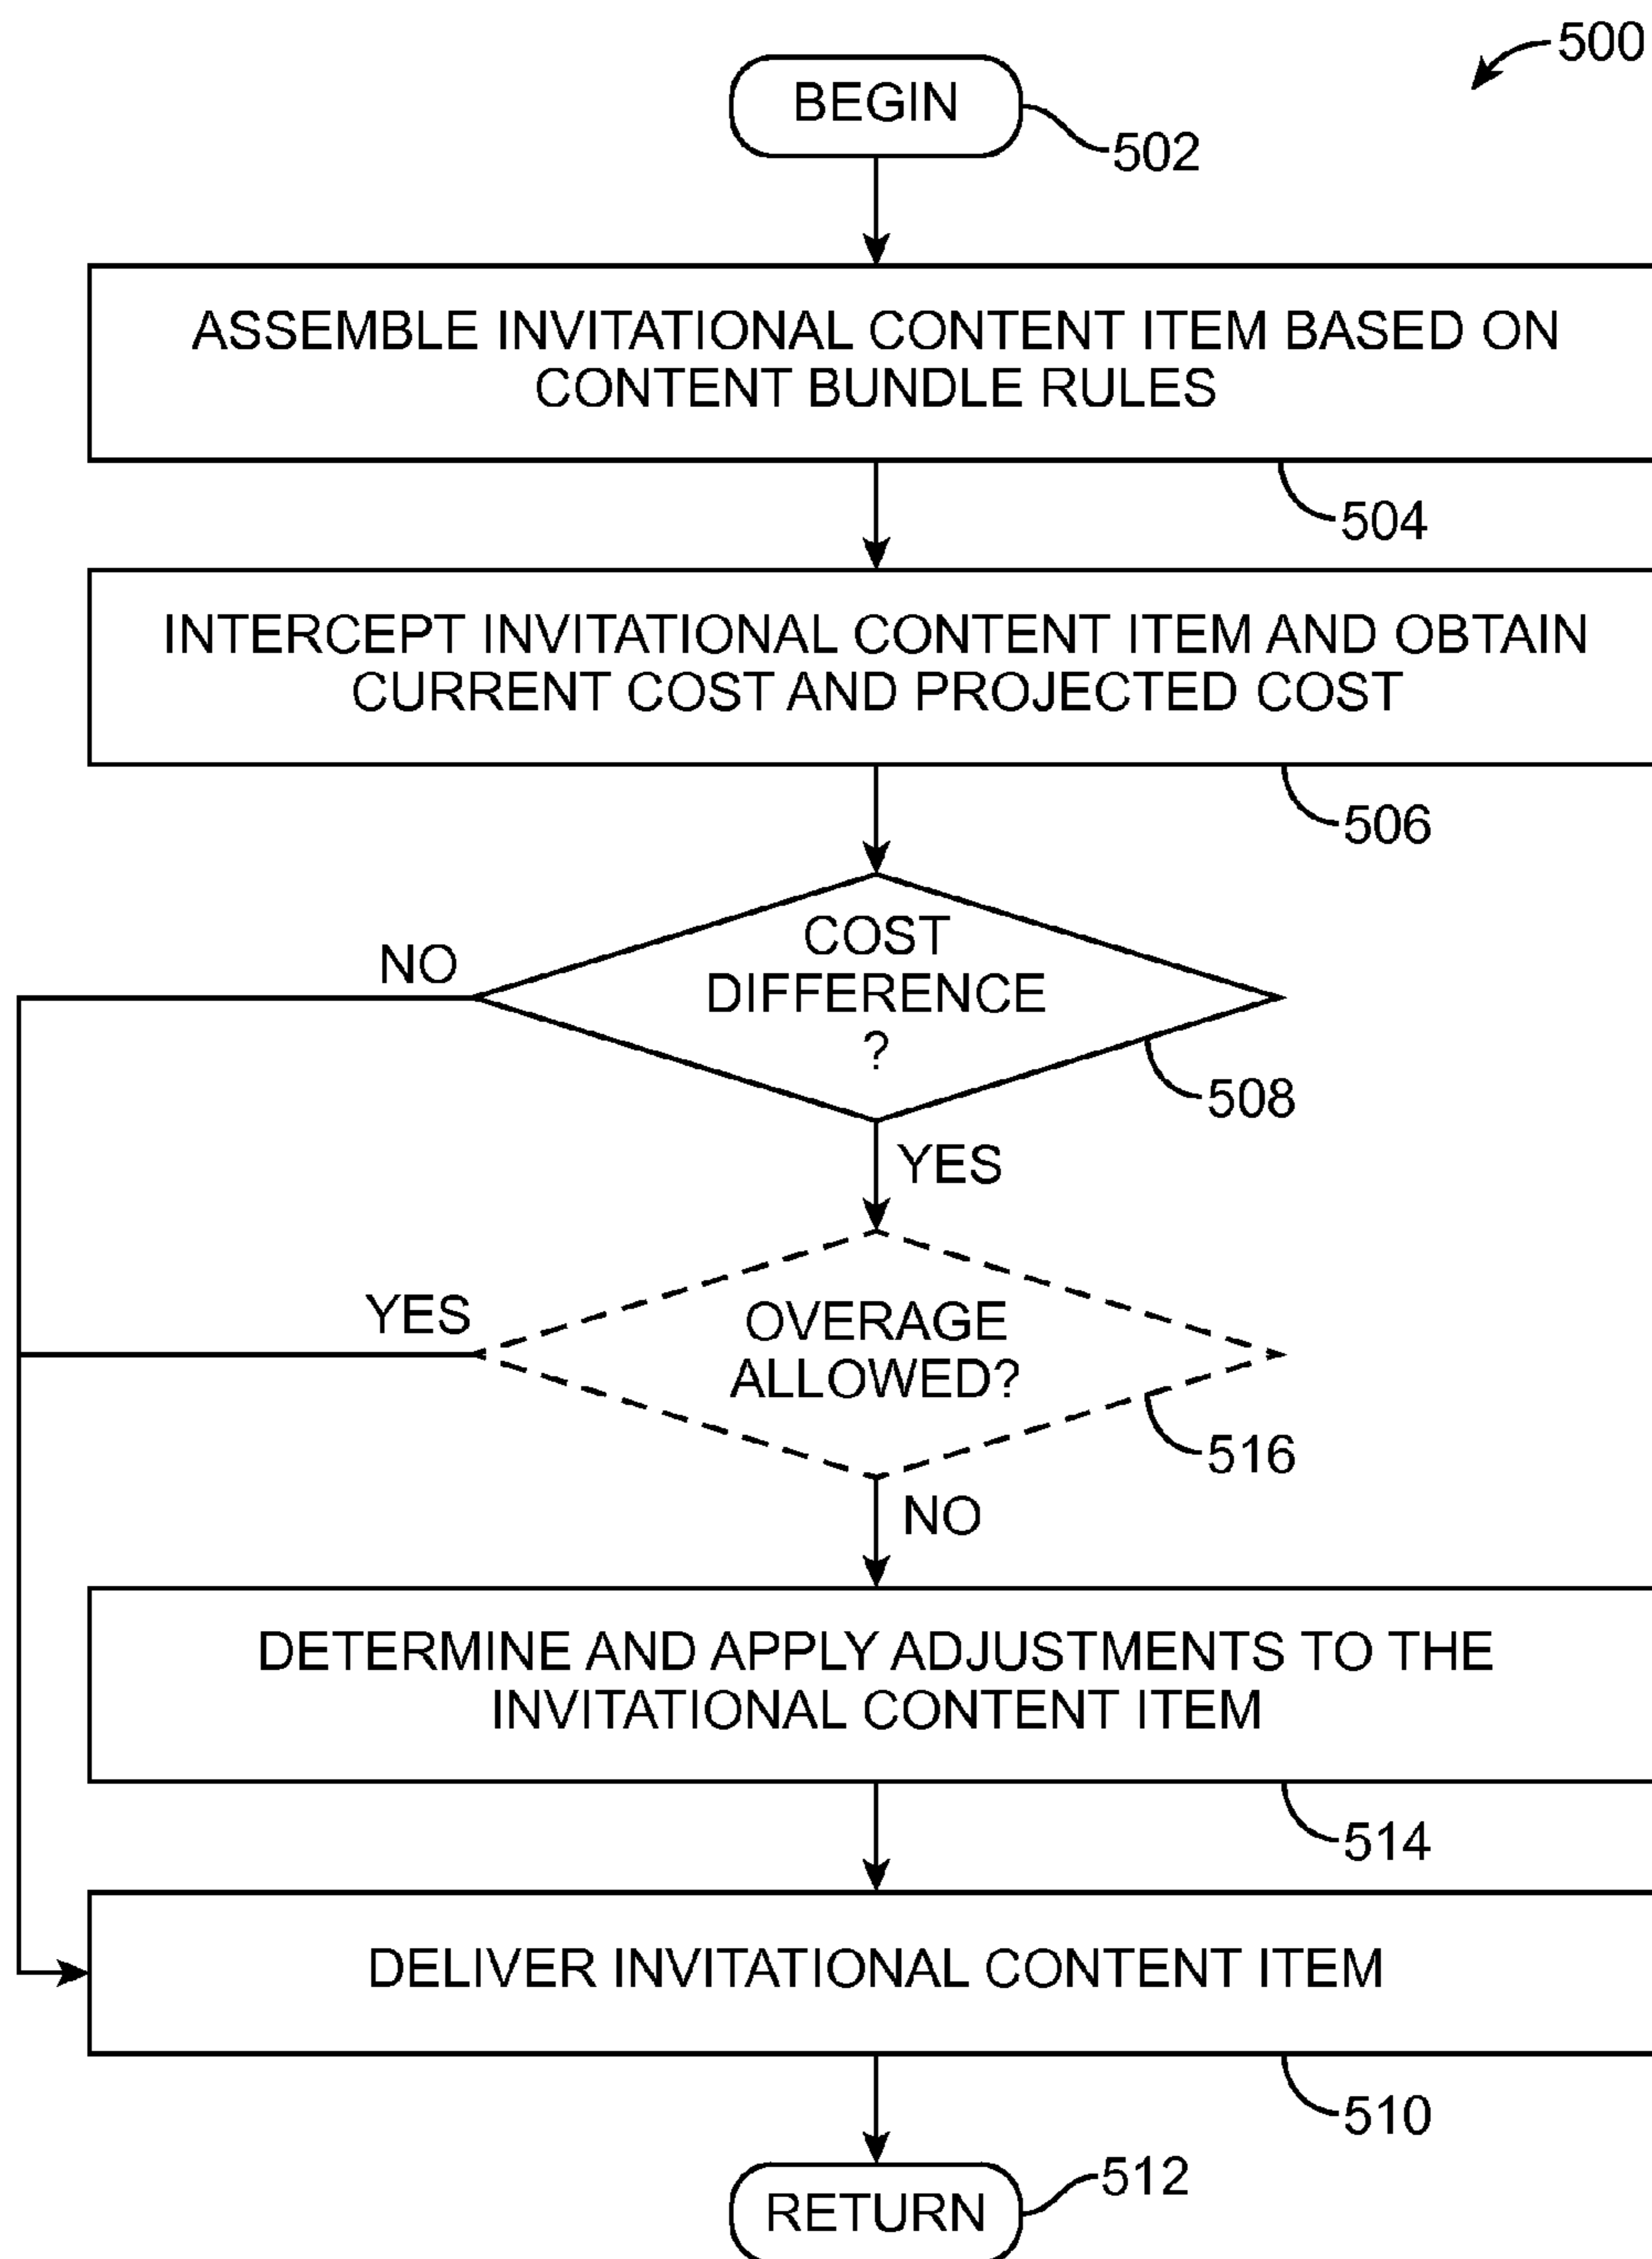 500
BEGIN
502
ASSEMBLE INVITATIONAL CONTENT ITEM BASED ON
CONTENT BUNDLE RULES
504
INTERCEPT INVITATIONAL CONTENT ITEM AND OBTAIN
CURRENT COST AND PROJECTED COST
506
COST
DIFFERENCE
?
NO
508
YES
OVERAGE
ALLOWED?
YES
516
NO
DETERMINE AND APPLY ADJUSTMENTS TO THE
INVITATIONAL CONTENT ITEM
514
DELIVER INVITATIONAL CONTENT ITEM
510
RETURN
512